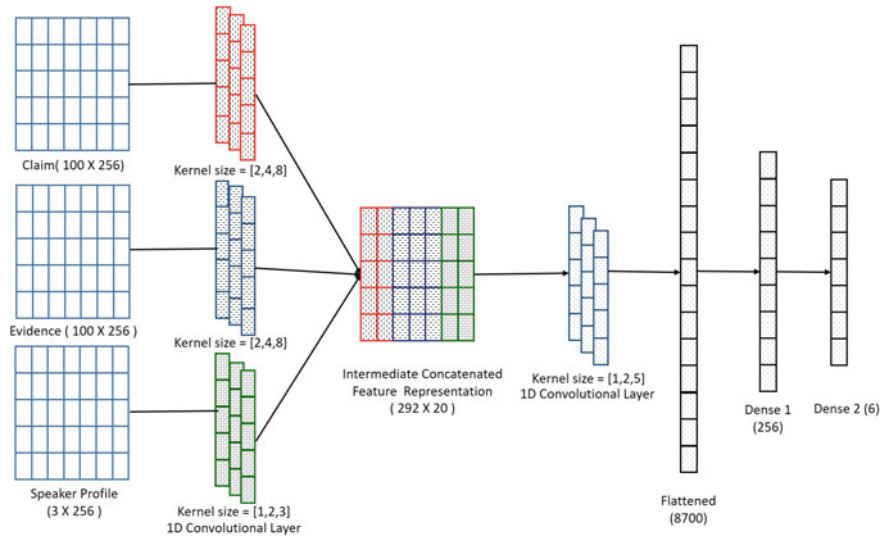 Claim( 100 X 256)
Kernel size = [2,4,8]
Evidence ( 100 X 256 )
Kernel size = [2,4,8]
Speaker Profile
(3 X 256 )
Kernel size = [1,2,3]
1D Convolutional Layer
Intermediate Concatenated
Feature Representation
( 292 X 20 )
Kernel size = [1,2,5]
1D Convolutional Layer
Flattened
(8700)
Dense 1
(256)
Dense 2 (6)